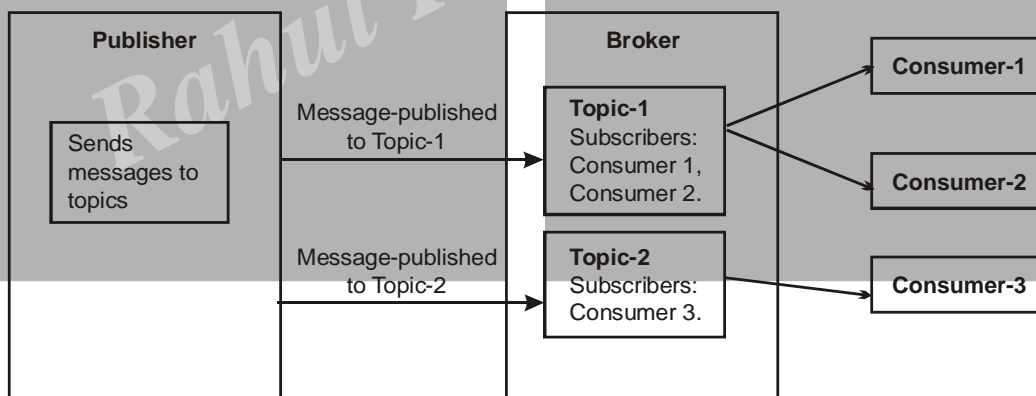 Publisher
Sends
messages to
topics
Message-published
to Topic-1
Message-published
to Topic-2
Broker
Topic-1
Subscribers:
Consumer 1,
Consumer 2.
Topic-2
Subscribers:
Consumer 3.
Consumer-1
Consumer-2
Consumer-3
Rahul